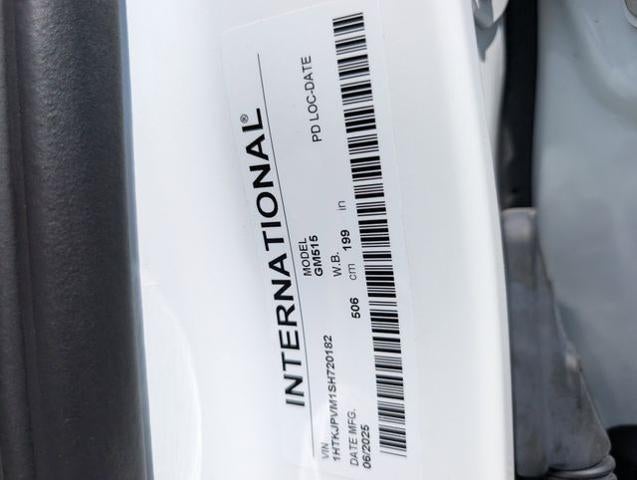 INTERNATIONAL®
VIN
1HTKJPVM1SH720182
MODEL
GM515
PD LOC-DATE
DATE MFG.
06/2025
W.B.
506 cm 199 in